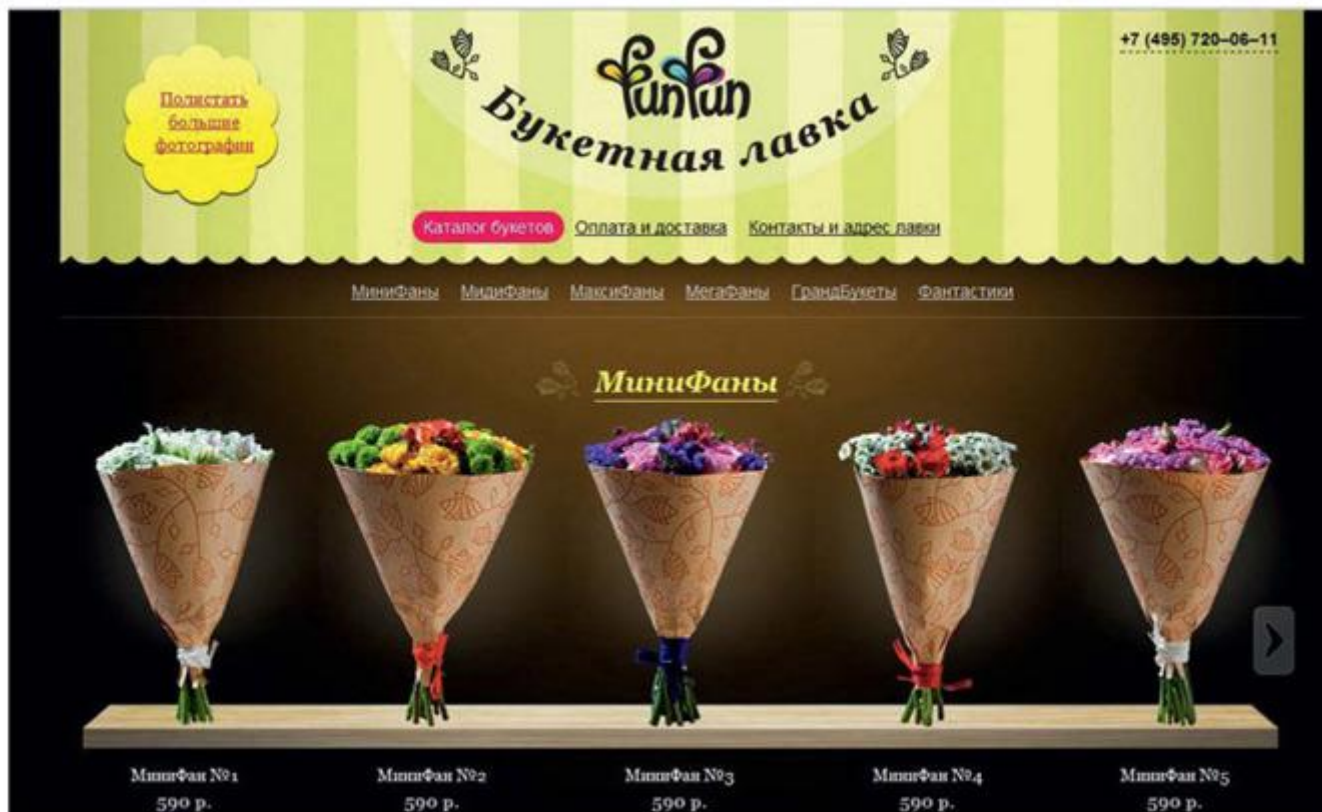 +7 (495) 720–06–11
Полистать
большие
фотографии
FunFun
Букетная лавка
Каталог букетов Оплата и доставка Контакты и адрес лавки
МиниФаны МидиФаны МаксиФаны МегаФаны ГрандБукеты Фантастики
МиниФаны
МиниФан №1 МиниФан №2 МиниФан №3 МиниФан №4 МиниФан №5
590 р. 590 р. 590 р. 590 р. 590 р.